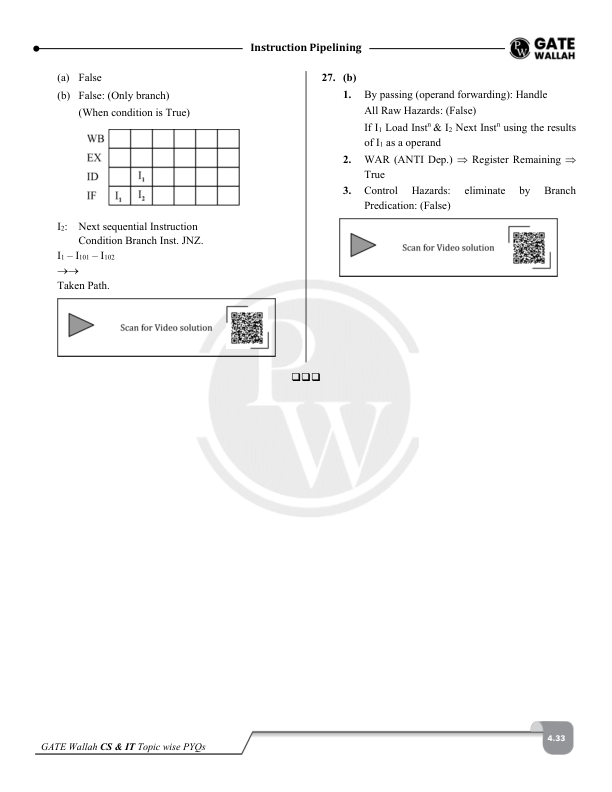 Instruction Pipelining
GATE
WALLAH
(a) False
(b) False: (Only branch)
(When condition is True)
WB
EX
ID I₁
IF I₁ I₂
I₂: Next sequential Instruction
Condition Branch Inst. JNZ.
I₁ – I₁₀₁ – I₁₀₂
→→
Taken Path.
Scan for Video solution
27. (b)
1. By passing (operand forwarding): Handle
All Raw Hazards: (False)
If I₁ Load Instⁿ & I₂ Next Instⁿ using the results
of I₁ as a operand
2. WAR (ANTI Dep.) ⇒ Register Remaining ⇒
True
3. Control Hazards: eliminate by Branch
Predication: (False)
Scan for Video solution
❑❑❑
PW
GATE Wallah CS & IT Topic wise PYQs
4.33